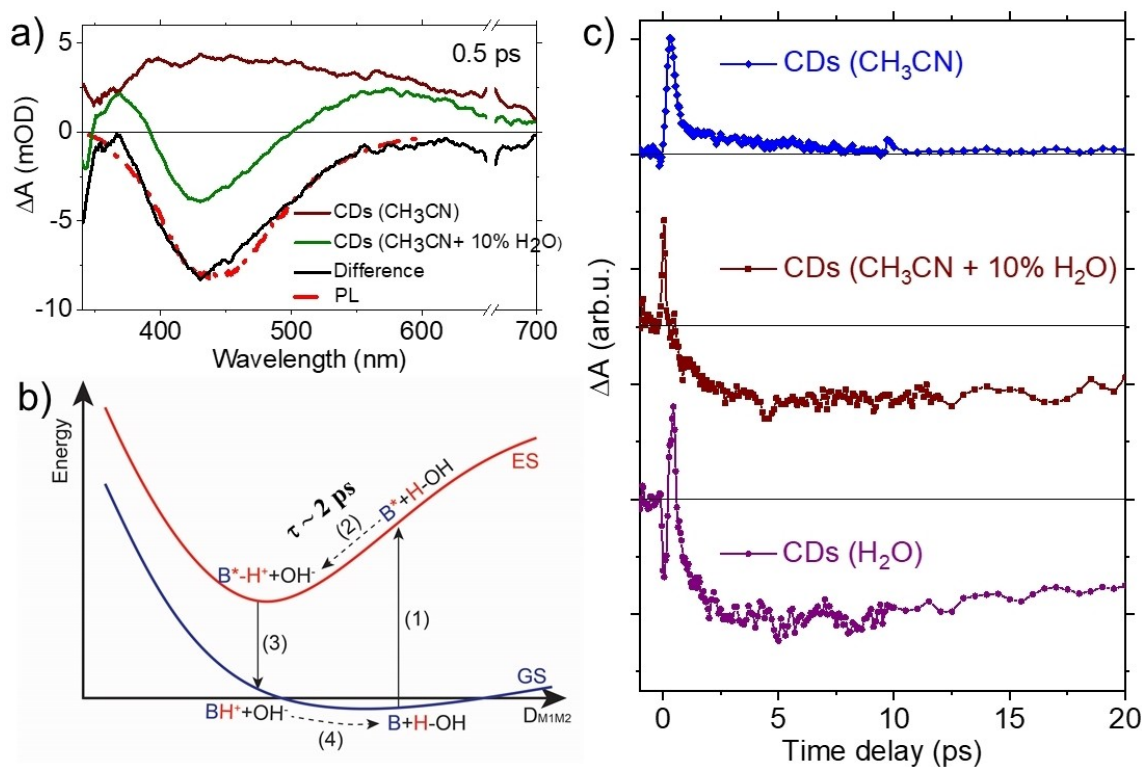 a)
0.5 ps
5
0
-5
-10
ΔA (mOD)
CDs (CH₃CN)
CDs (CH₃CN+ 10% H₂O)
Difference
PL
400
500
600
700
Wavelength (nm)
b)
Energy
ES
B*+H-OH
τ ~ 2 ps
(2)
B*-H⁺+OH⁻
(1)
(3)
GS
BH⁺+OH⁻
B+H-OH
D_M1M2
(4)
c)
CDs (CH₃CN)
CDs (CH₃CN + 10% H₂O)
CDs (H₂O)
ΔA (arb.u.)
0
5
10
15
20
Time delay (ps)